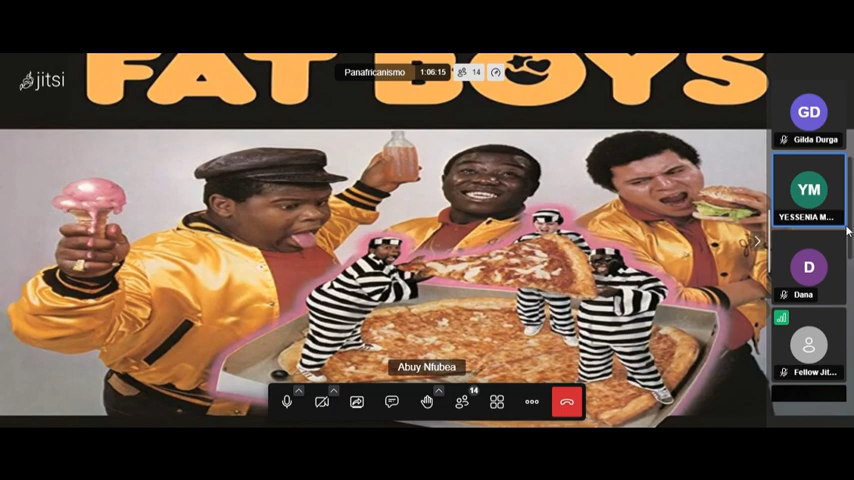 FAT BOYS
jitsi
Panafricanismo 1:06:15 14
GD
Gilda Durga
YM
YESSENIA M...
D
Dana
Fellow Jit...
Abuy Nfubea
14